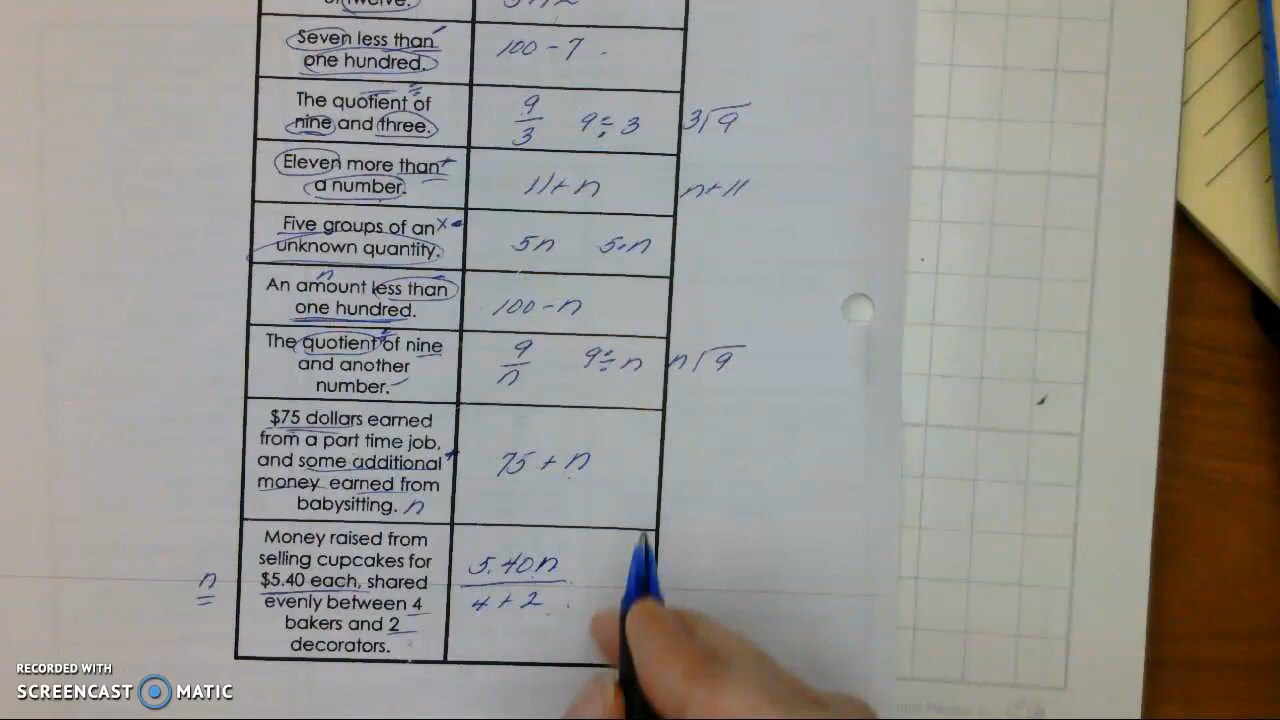 of twelve.
Seven less than
one hundred.
100 - 7
The quotient of
nine and three.
9/3 9 ÷ 3 3√9
Eleven more than +
a number.
11 + n n + 11
Five groups of an x
unknown quantity.
5n 5·n
n
An amount less than
one hundred.
100 - n
The quotient of nine
and another
number.
9/n 9 ÷ n n√9
$75 dollars earned
from a part time job,
and some additional +
money earned from
babysitting. n
75 + n
Money raised from
selling cupcakes for
$5.40 each, shared
evenly between 4
bakers and 2
decorators.
n
5.40n
4 + 2
RECORDED WITH
SCREENCAST MATIC